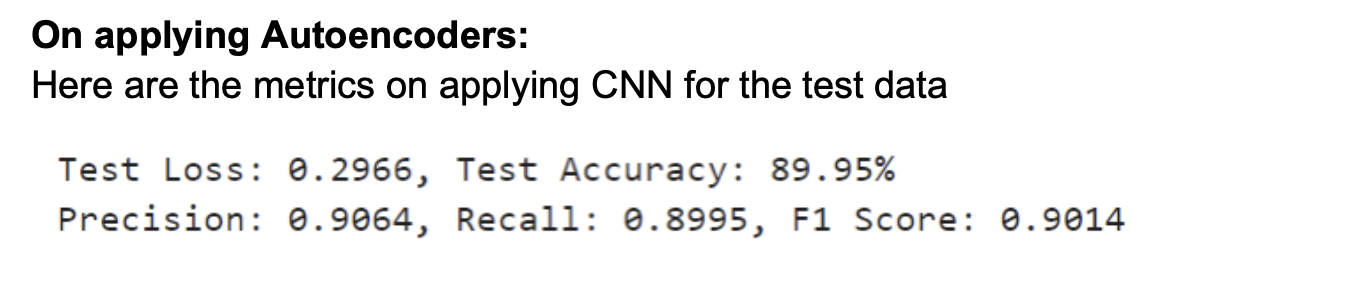 On applying Autoencoders:
Here are the metrics on applying CNN for the test data
Test Loss: 0.2966, Test Accuracy: 89.95%
Precision: 0.9064, Recall: 0.8995, F1 Score: 0.9014